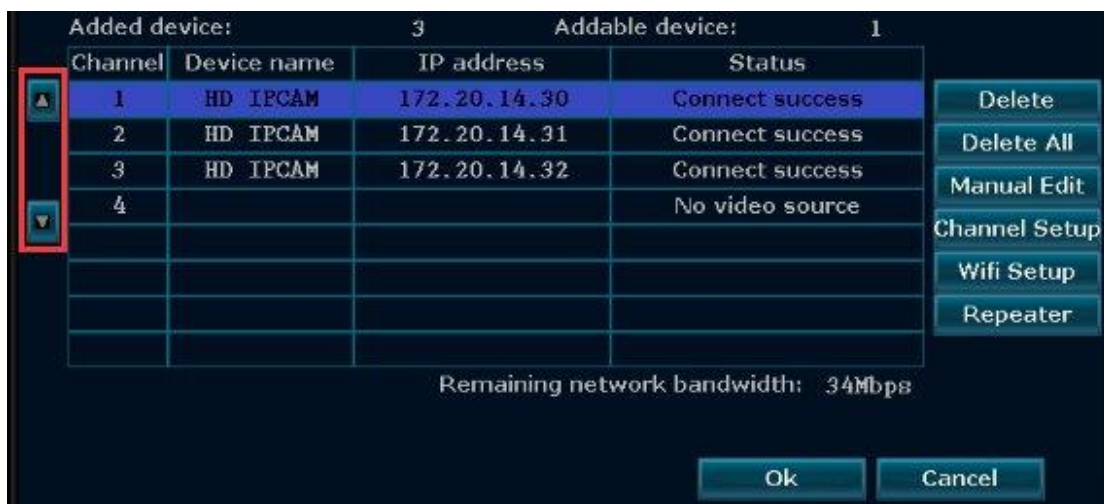 Added device: 3 Addable device: 1
Channel Device name IP address Status
1 HD IPCAM 172.20.14.30 Connect success Delete
2 HD IPCAM 172.20.14.31 Connect success Delete All
3 HD IPCAM 172.20.14.32 Connect success Manual Edit
4 No video source Channel Setup
Wifi Setup
Repeater
Remaining network bandwidth: 34Mbps
Ok Cancel